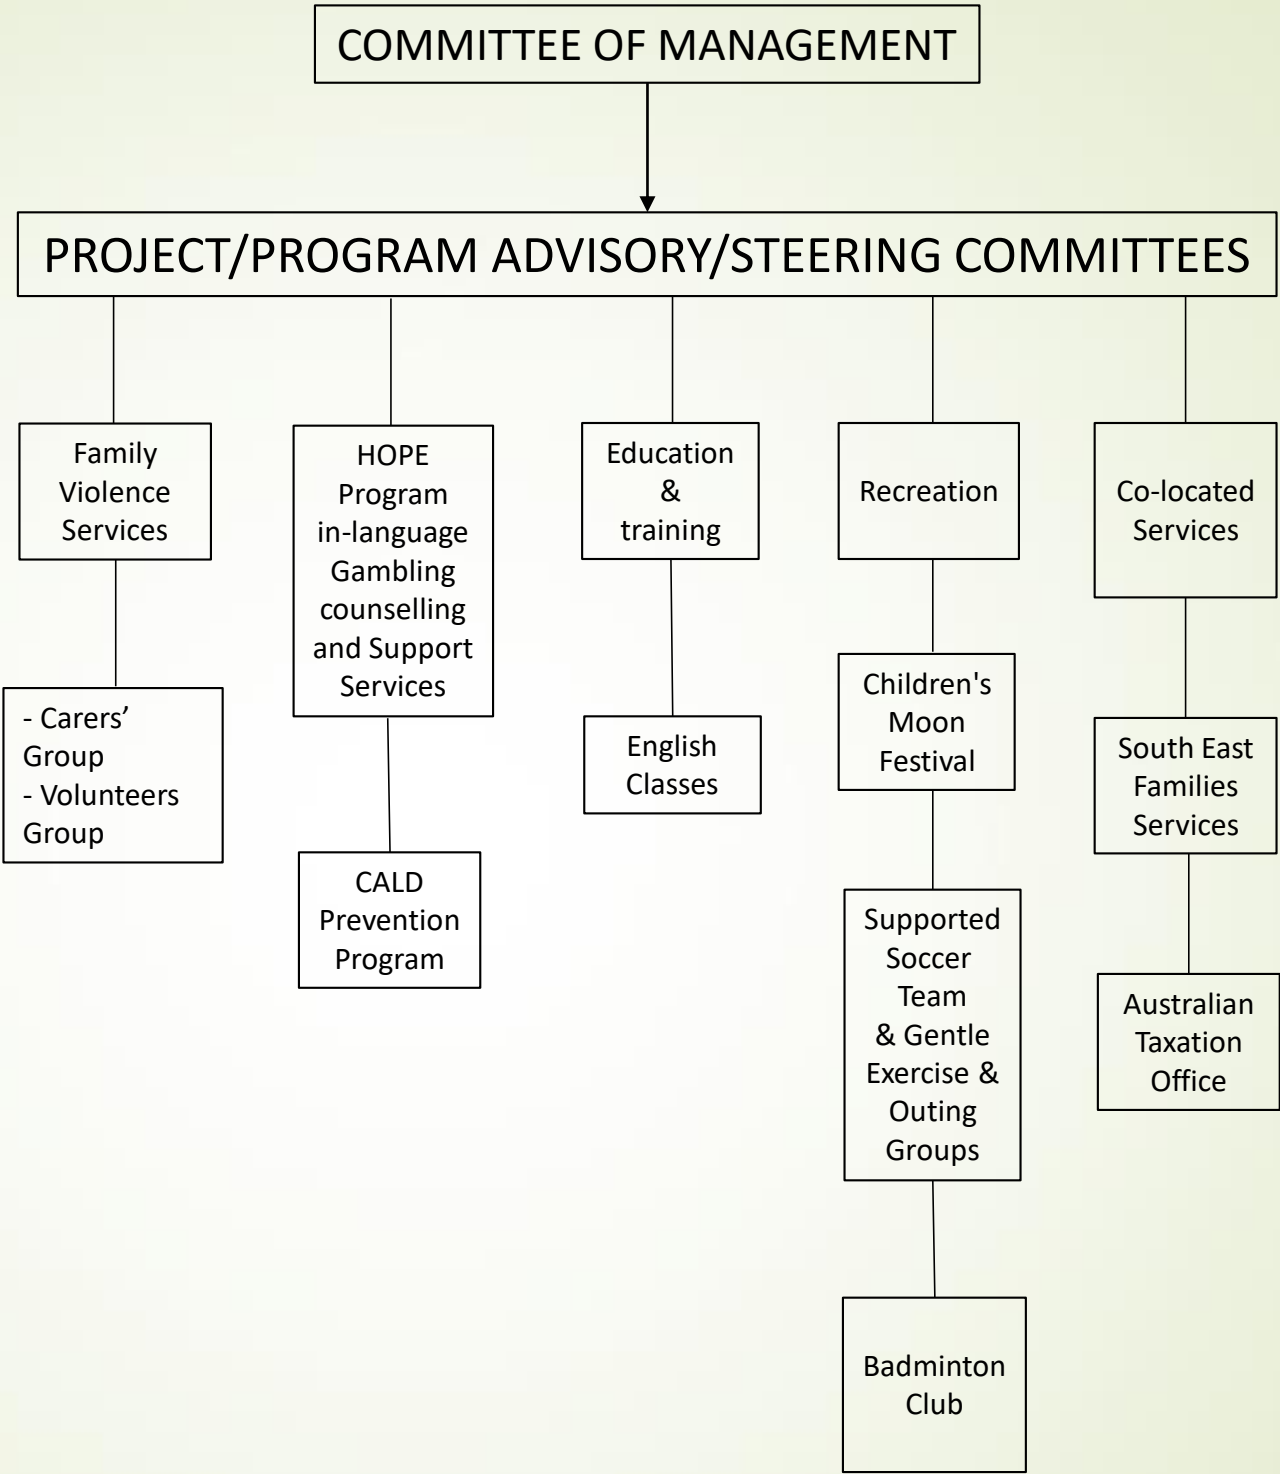 COMMITTEE OF MANAGEMENT
PROJECT/PROGRAM ADVISORY/STEERING COMMITTEES
Family
Violence
Services
- Carers’
Group
- Volunteers
Group
HOPE
Program
in-language
Gambling
counselling
and Support
Services
CALD
Prevention
Program
Education
&
training
English
Classes
Recreation
Children's
Moon
Festival
Supported
Soccer
Team
& Gentle
Exercise &
Outing
Groups
Badminton
Club
Co-located
Services
South East
Families
Services
Australian
Taxation
Office